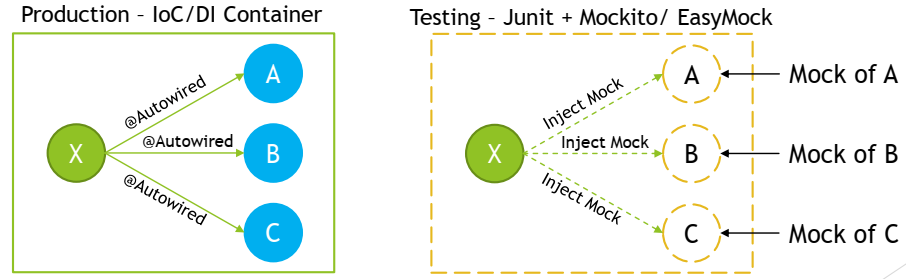 Production – IoC/DI Container
@Autowired
A
X
@Autowired
B
@Autowired
C
Testing – Junit + Mockito/ EasyMock
Inject Mock
A
Mock of A
X
Inject Mock
B
Mock of B
Inject Mock
C
Mock of C